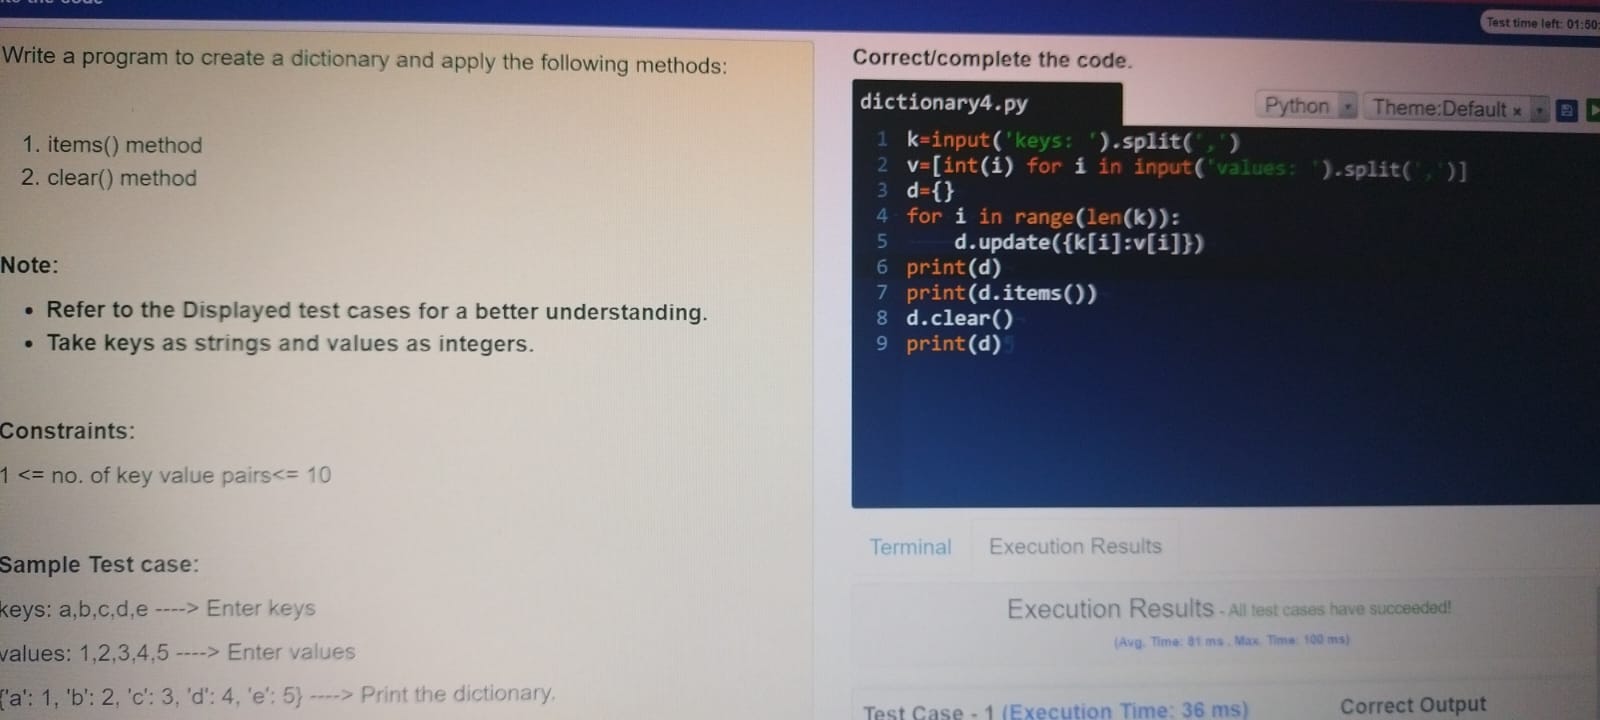 Test time left: 01:50:
Write a program to create a dictionary and apply the following methods:
1. items() method
2. clear() method
Note:
• Refer to the Displayed test cases for a better understanding.
• Take keys as strings and values as integers.
Constraints:
1 <= no. of key value pairs<= 10
Sample Test case:
keys: a,b,c,d,e ----> Enter keys
values: 1,2,3,4,5 ----> Enter values
{'a': 1, 'b': 2, 'c': 3, 'd': 4, 'e': 5} ----> Print the dictionary.
Correct/complete the code.
dictionary4.py
Python
Theme:Default ×
1 k=input('keys: ').split(',')
2 v=[int(i) for i in input('values: ').split(',')]
3 d={}
4 for i in range(len(k)):
5     d.update({k[i]:v[i]})
6 print(d)
7 print(d.items())
8 d.clear()
9 print(d)
Terminal
Execution Results
Execution Results - All test cases have succeeded!
(Avg. Time: 81 ms , Max. Time: 100 ms)
Test Case - 1 (Execution Time: 36 ms)
Correct Output